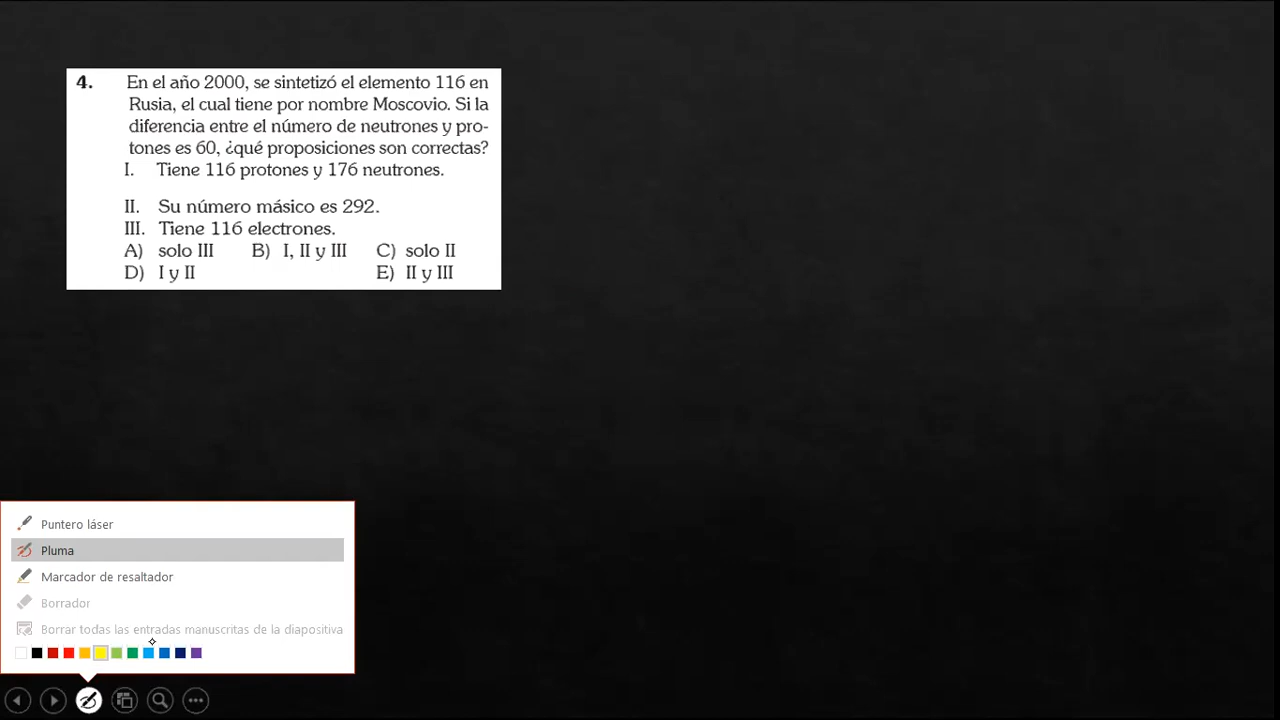 4. En el año 2000, se sintetizó el elemento 116 en
Rusia, el cual tiene por nombre Moscovio. Si la
diferencia entre el número de neutrones y pro-
tones es 60, ¿qué proposiciones son correctas?
I. Tiene 116 protones y 176 neutrones.
II. Su número másico es 292.
III. Tiene 116 electrones.
A) solo III B) I, II y III C) solo II
D) I y II E) II y III
Puntero láser
Pluma
Marcador de resaltador
Borrador
Borrar todas las entradas manuscritas de la diapositiva